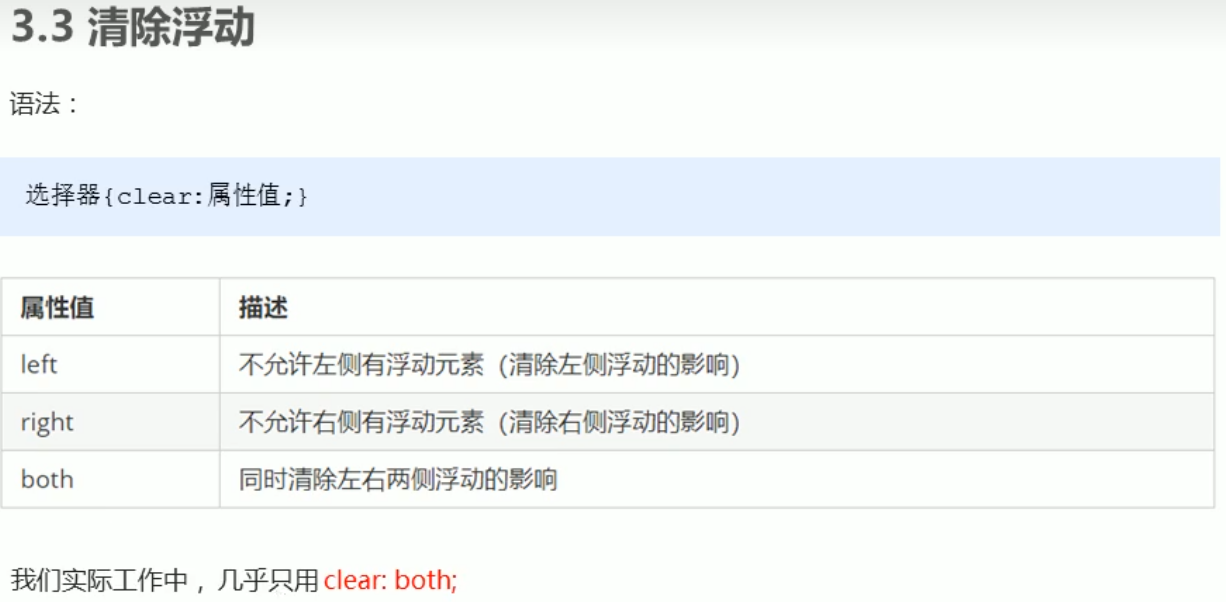 3.3 清除浮动
语法：
选择器{clear:属性值;}
属性值 描述
left 不允许左侧有浮动元素（清除左侧浮动的影响）
right 不允许右侧有浮动元素（清除右侧浮动的影响）
both 同时清除左右两侧浮动的影响
我们实际工作中，几乎只用 clear: both;